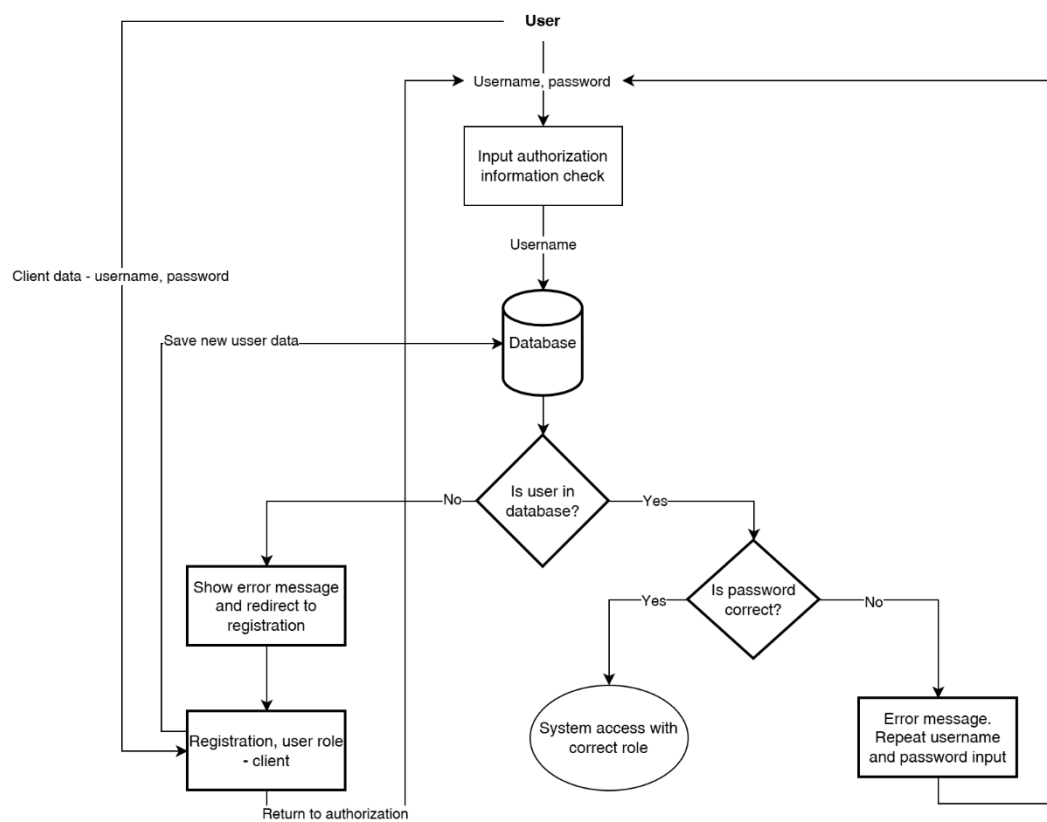 User
Username, password
Input authorization
information check
Username
Client data - username, password
Save new usser data
Database
Is user in
database?
No
Yes
Show error message
and redirect to
registration
Is password
correct?
Yes
No
Registration, user role
- client
System access with
correct role
Error message.
Repeat username
and password input
Return to authorization